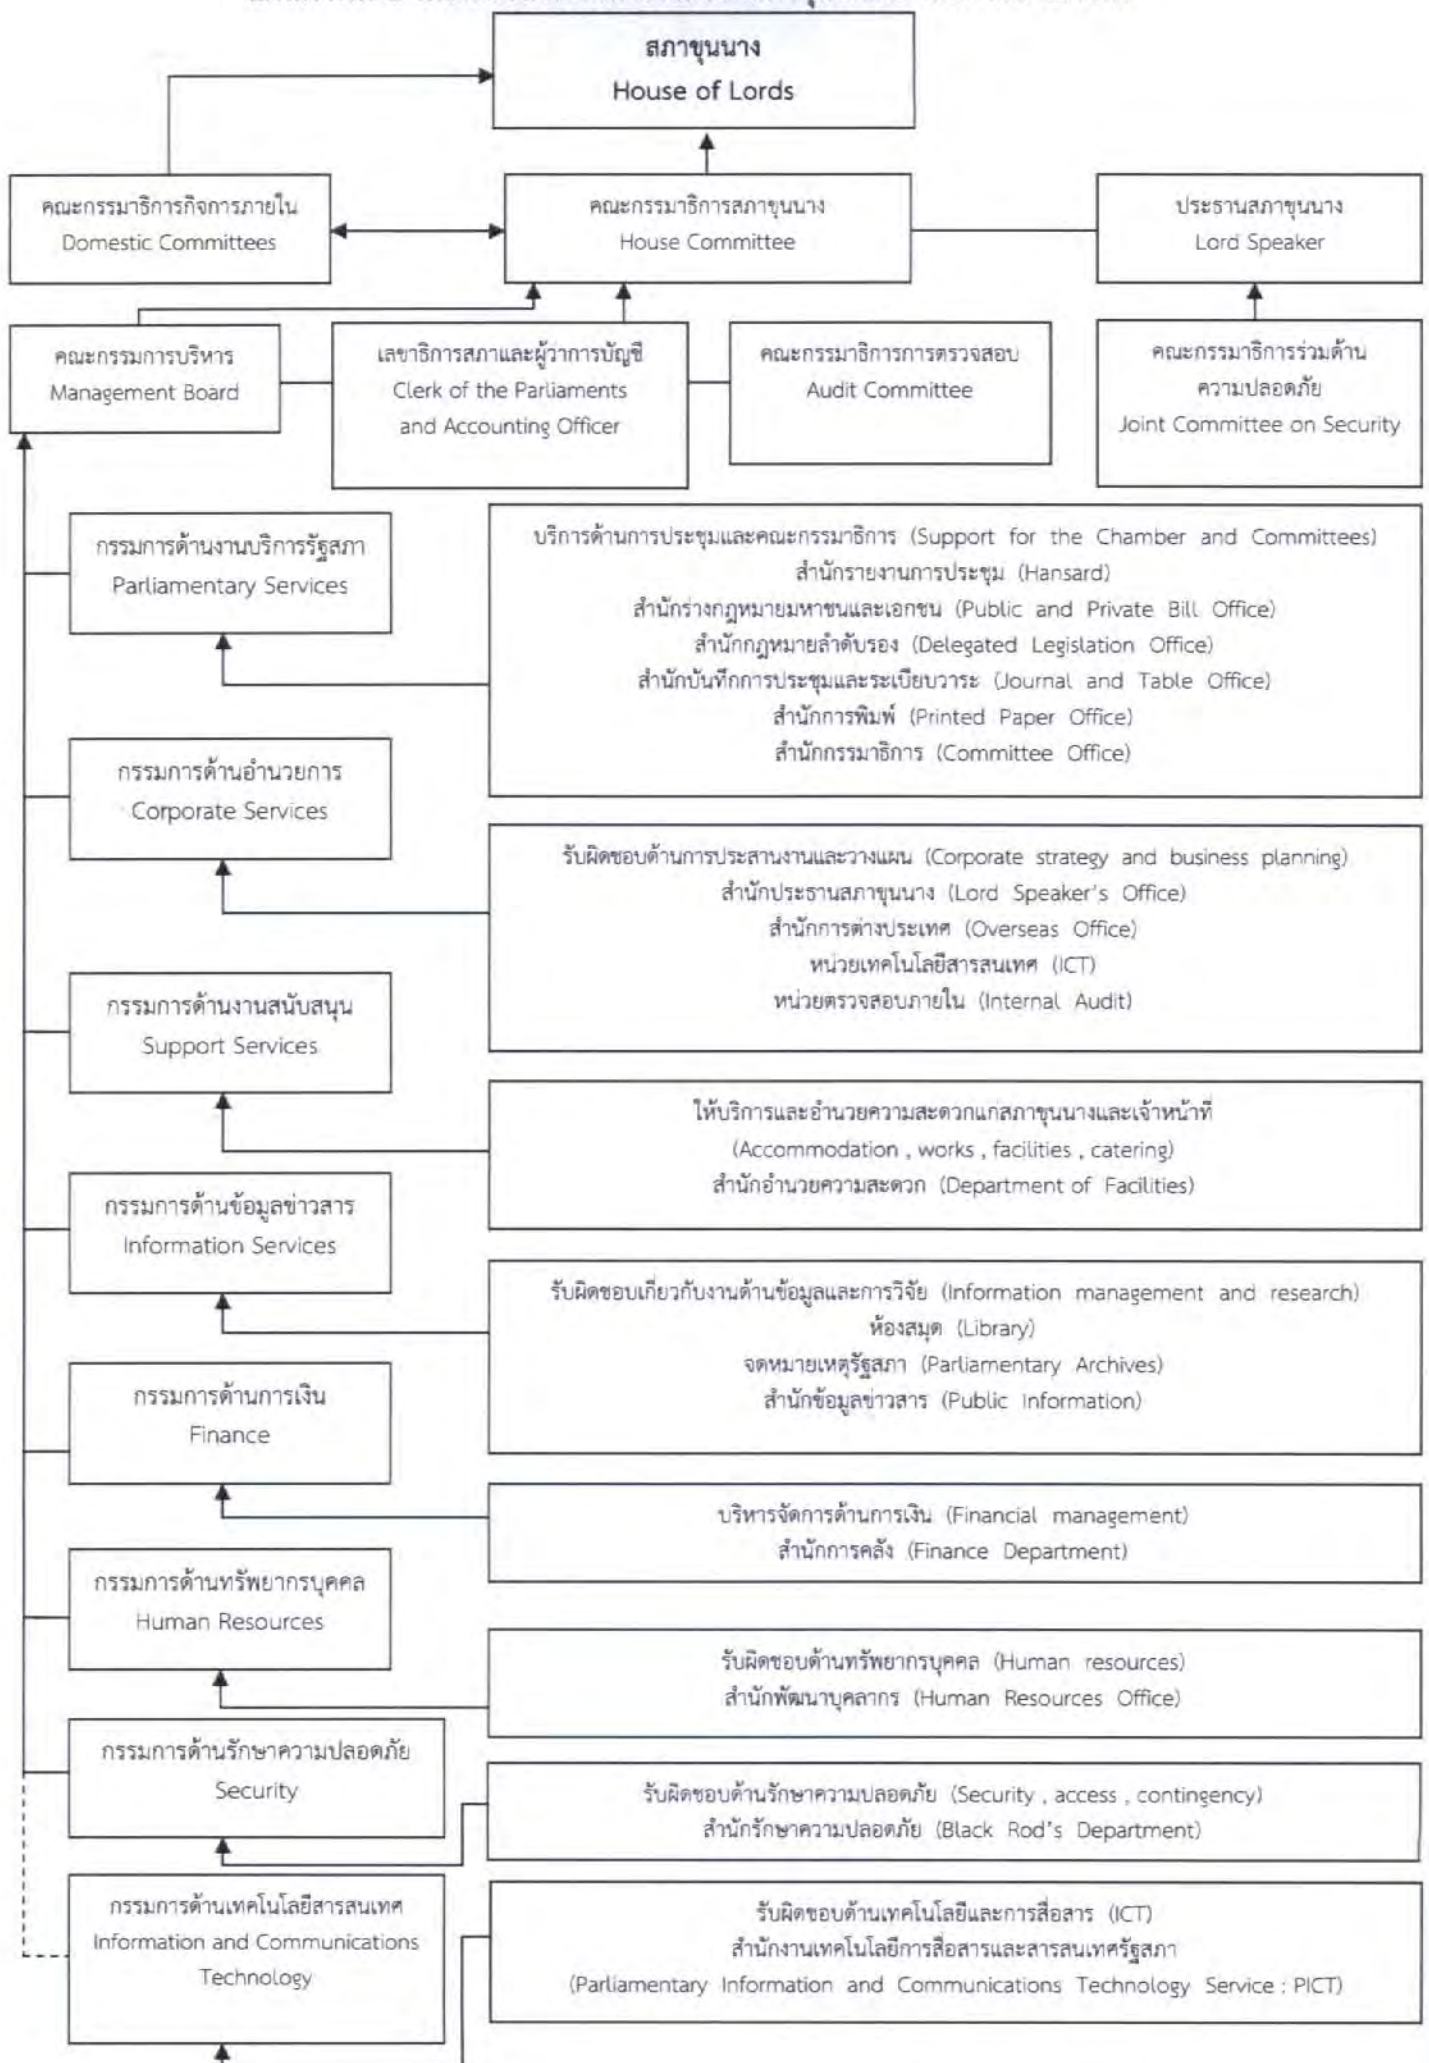 สภาขุนนาง
House of Lords
คณะกรรมาธิการกิจการภายใน
Domestic Committees
คณะกรรมาธิการสภาขุนนาง
House Committee
ประธานสภาขุนนาง
Lord Speaker
คณะกรรมการบริหาร
Management Board
เลขาธิการสภาและผู้ว่าการบัญชี
Clerk of the Parliaments
and Accounting Officer
คณะกรรมาธิการการตรวจสอบ
Audit Committee
คณะกรรมาธิการร่วมด้าน
ความปลอดภัย
Joint Committee on Security
กรรมการด้านงานบริการรัฐสภา
Parliamentary Services
บริการด้านการประชุมและคณะกรรมาธิการ (Support for the Chamber and Committees)
สำนักรายงานการประชุม (Hansard)
สำนักร่างกฎหมายมหาชนและเอกชน (Public and Private Bill Office)
สำนักกฎหมายลำดับรอง (Delegated Legislation Office)
สำนักบันทึกการประชุมและระเบียบวาระ (Journal and Table Office)
สำนักการพิมพ์ (Printed Paper Office)
สำนักกรรมาธิการ (Committee Office)
กรรมการด้านอำนวยการ
Corporate Services
รับผิดชอบด้านการประสานงานและวางแผน (Corporate strategy and business planning)
สำนักประธานสภาขุนนาง (Lord Speaker's Office)
สำนักการต่างประเทศ (Overseas Office)
หน่วยเทคโนโลยีสารสนเทศ (ICT)
หน่วยตรวจสอบภายใน (Internal Audit)
กรรมการด้านงานสนับสนุน
Support Services
ให้บริการและอำนวยความสะดวกแก่สภาขุนนางและเจ้าหน้าที่
(Accommodation , works , facilities , catering)
สำนักอำนวยความสะดวก (Department of Facilities)
กรรมการด้านข้อมูลข่าวสาร
Information Services
รับผิดชอบเกี่ยวกับงานด้านข้อมูลและการวิจัย (Information management and research)
ห้องสมุด (Library)
จดหมายเหตุรัฐสภา (Parliamentary Archives)
สำนักข้อมูลข่าวสาร (Public Information)
กรรมการด้านการเงิน
Finance
บริหารจัดการด้านการเงิน (Financial management)
สำนักการคลัง (Finance Department)
กรรมการด้านทรัพยากรบุคคล
Human Resources
รับผิดชอบด้านทรัพยากรบุคคล (Human resources)
สำนักพัฒนาบุคลากร (Human Resources Office)
กรรมการด้านรักษาความปลอดภัย
Security
รับผิดชอบด้านรักษาความปลอดภัย (Security , access , contingency)
สำนักรักษาความปลอดภัย (Black Rod's Department)
กรรมการด้านเทคโนโลยีสารสนเทศ
Information and Communications
Technology
รับผิดชอบด้านเทคโนโลยีและการสื่อสาร (ICT)
สำนักงานเทคโนโลยีการสื่อสารและสารสนเทศรัฐสภา
(Parliamentary Information and Communications Technology Service : PICT)